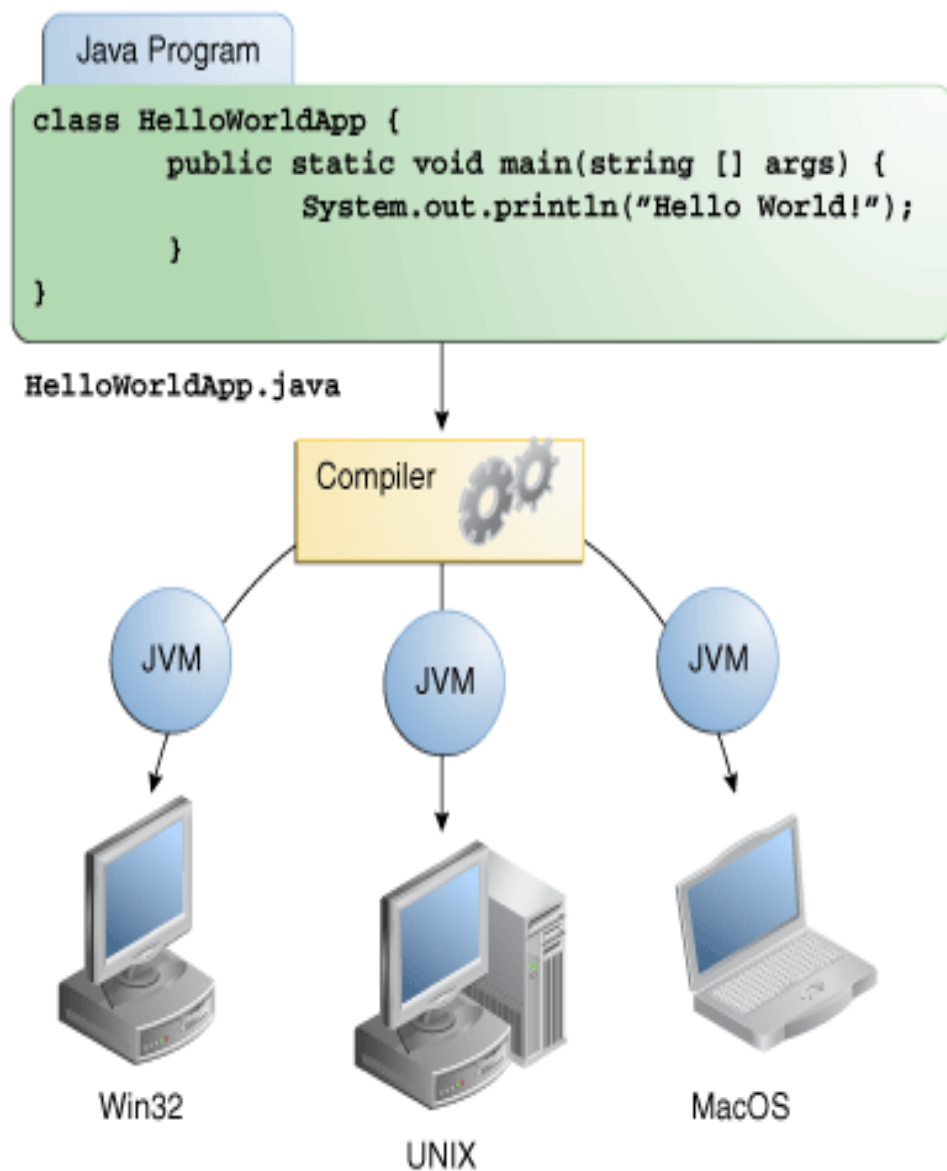 Java Program
class HelloWorldApp {
public static void main(string [] args) {
System.out.println("Hello World!");
}
}
HelloWorldApp.java
Compiler
JVM
JVM
JVM
Win32
UNIX
MacOS